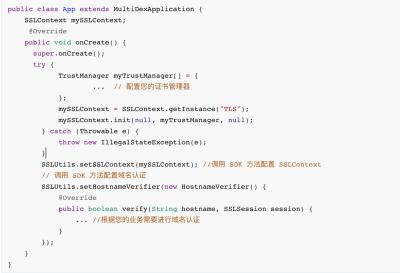 public class App extends MultiDexApplication {
    SSLContext mySSLContext;
     @Override
    public void onCreate() {
      super.onCreate();
      try {
            TrustManager myTrustManager[] = {
                    ...  // 配置您的证书管理器
            };
            mySSLContext = SSLContext.getInstance("TLS");
            mySSLContext.init(null, myTrustManager, null);
        } catch (Throwable e) {
            throw new IllegalStateException(e);
        }
        SSLUtils.setSSLContext(mySSLContext); //调用 SDK 方法配置 SSLContext
        // 调用 SDK 方法配置域名认证
        SSLUtils.setHostnameVerifier(new HostnameVerifier() {
            @Override
            public boolean verify(String hostname, SSLSession session) {
                ... //根据您的业务需要进行域名认证
            }
        });
    }
}